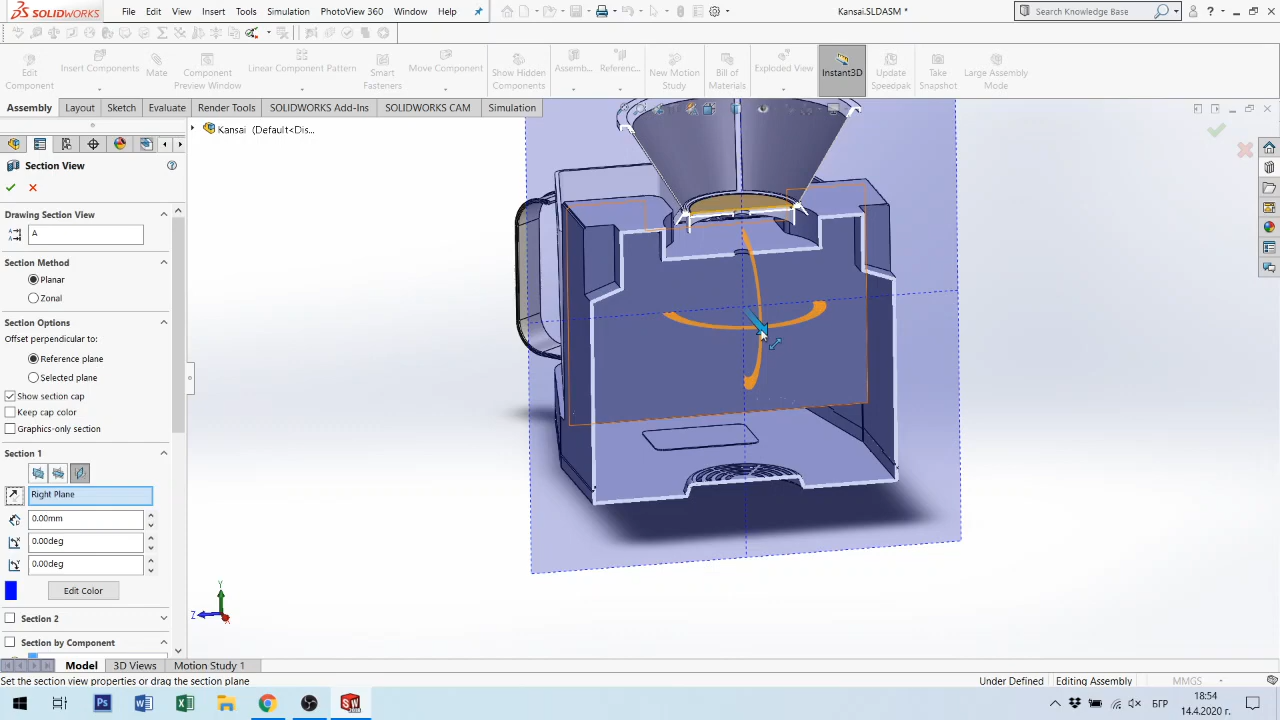 SOLIDWORKS File Edit View Insert Tools Simulation PhotoView 360 Window Help Kansai.SLDASM * Search Knowledge Base
Edit Component Insert Components Mate Component Preview Window Linear Component Pattern Smart Fasteners Move Component Show Hidden Components Assemb... Referenc... New Motion Study Bill of Materials Exploded View Instant3D Update Speedpak Take Snapshot Large Assembly Mode
Assembly Layout Sketch Evaluate Render Tools SOLIDWORKS Add-Ins SOLIDWORKS CAM Simulation
Kansai (Default<Dis...
Section View
Drawing Section View
A
Section Method
Planar
Zonal
Section Options
Offset perpendicular to:
Reference plane
Selected plane
Show section cap
Keep cap color
Graphics-only section
Section 1
Right Plane
0.00mm
0.00deg
0.00deg
Edit Color
Section 2
Section by Component
Y
Z
X
Model 3D Views Motion Study 1
Set the section view properties or drag the section plane Under Defined Editing Assembly MMGS
БГР 18:54
14.4.2020 г.